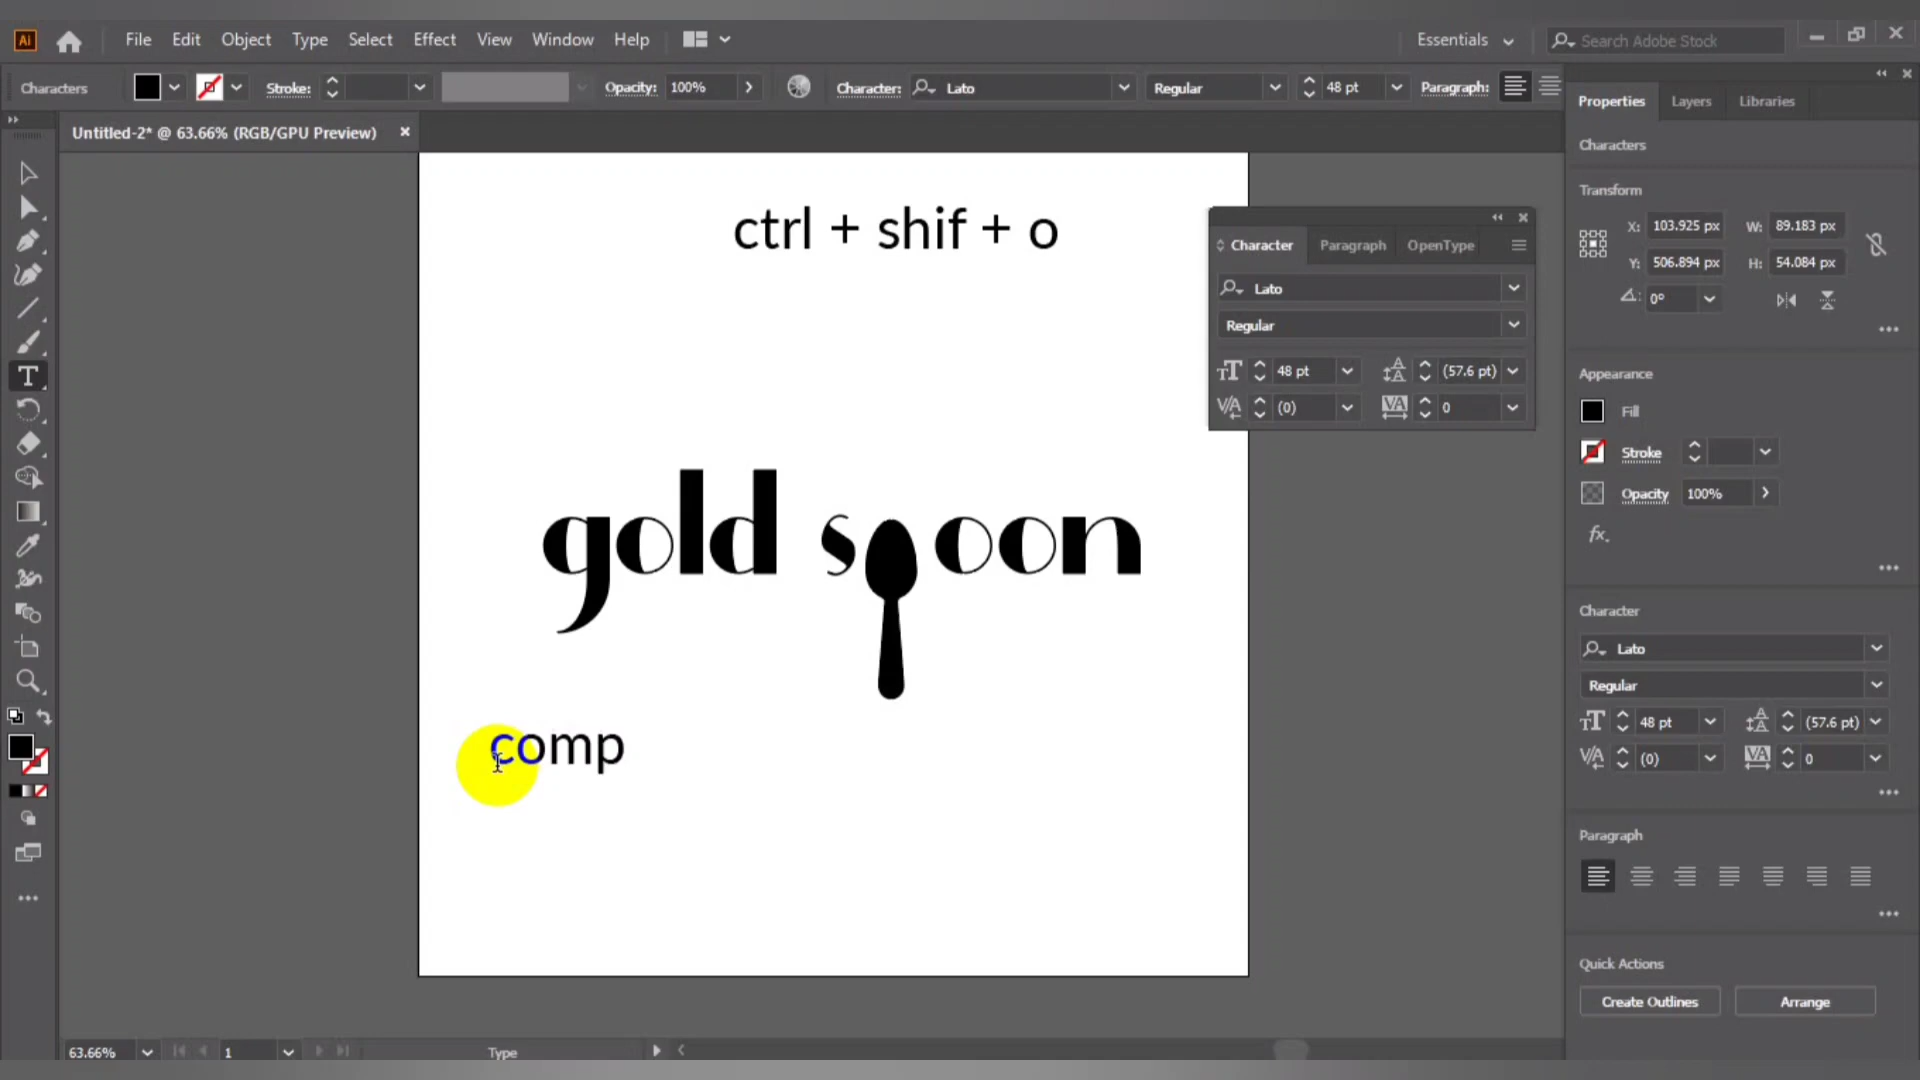 Ai File Edit Object Type Select Effect View Window Help Essentials Search Adobe Stock
Characters Stroke: Opacity: 100% Character: Lato Regular 48 pt Paragraph:
Untitled-2* @ 63.66% (RGB/GPU Preview)
ctrl + shif + o
gold s oon
comp
Character Paragraph OpenType
Lato
Regular
48 pt (57.6 pt)
(0) 0
Properties Layers Libraries
Characters
Transform
X: 103.925 px W: 89.183 px
Y: 506.894 px H: 54.084 px
0°
Appearance
Fill
Stroke
Opacity 100%
fx.
Character
Lato
Regular
48 pt (57.6 pt)
(0) 0
Paragraph
Quick Actions
Create Outlines Arrange
63.66% 1 Type